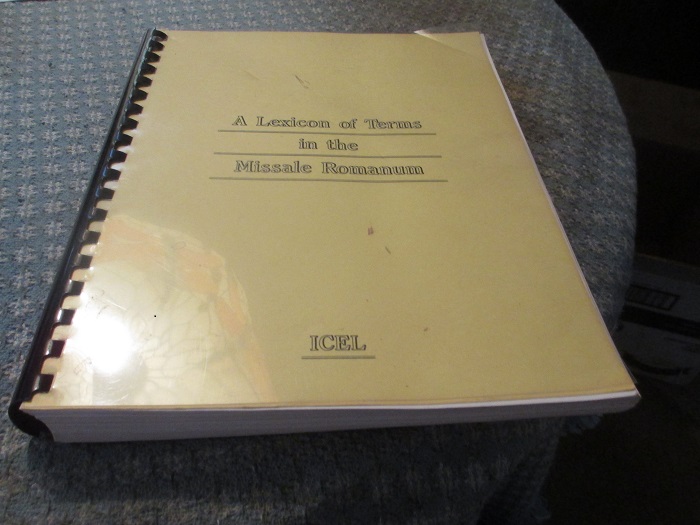 A Lexicon of Terms
in the
Missale Romanum
ICEL